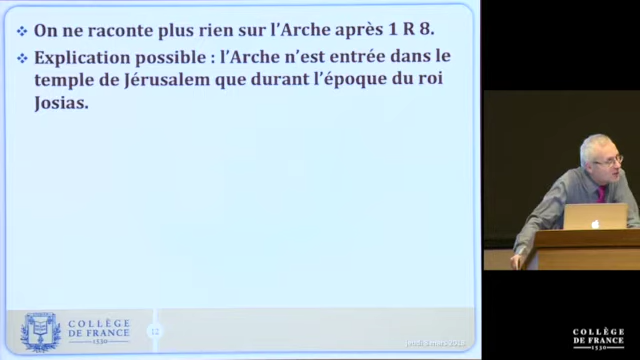 On ne raconte plus rien sur l'Arche après 1 R 8.
Explication possible : l'Arche n'est entrée dans le
temple de Jérusalem que durant l'époque du roi
Josias.
COLLÈGE
DE FRANCE
1530
12
COLLÈGE
DE FRANCE
1530